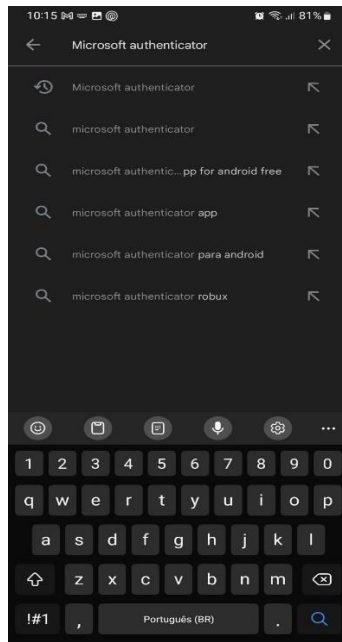 10:15 81%
Microsoft authenticator
Microsoft authenticator
microsoft authenticator
microsoft authentic...pp for android free
microsoft authenticator app
microsoft authenticator para android
microsoft authenticator robux
1 2 3 4 5 6 7 8 9 0
q w e r t y u i o p
a s d f g h j k l
z x c v b n m
!#1 , Português (BR) .